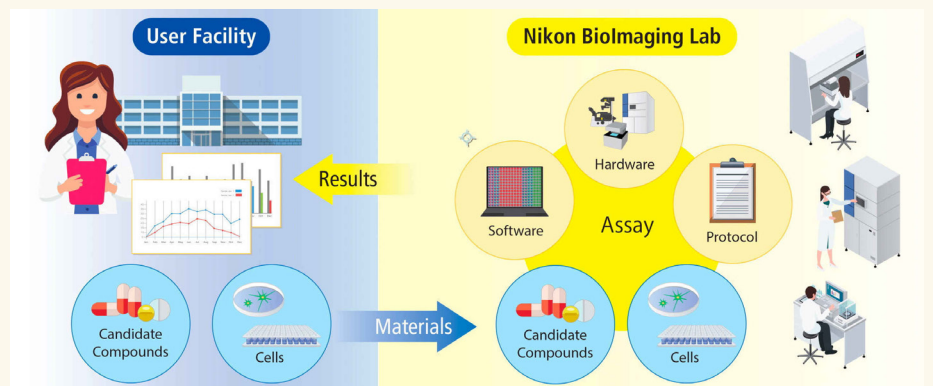 User Facility
Nikon BioImaging Lab
Hardware
Results
Software
Assay
Protocol
Candidate
Compounds
Cells
Materials
Candidate
Compounds
Cells